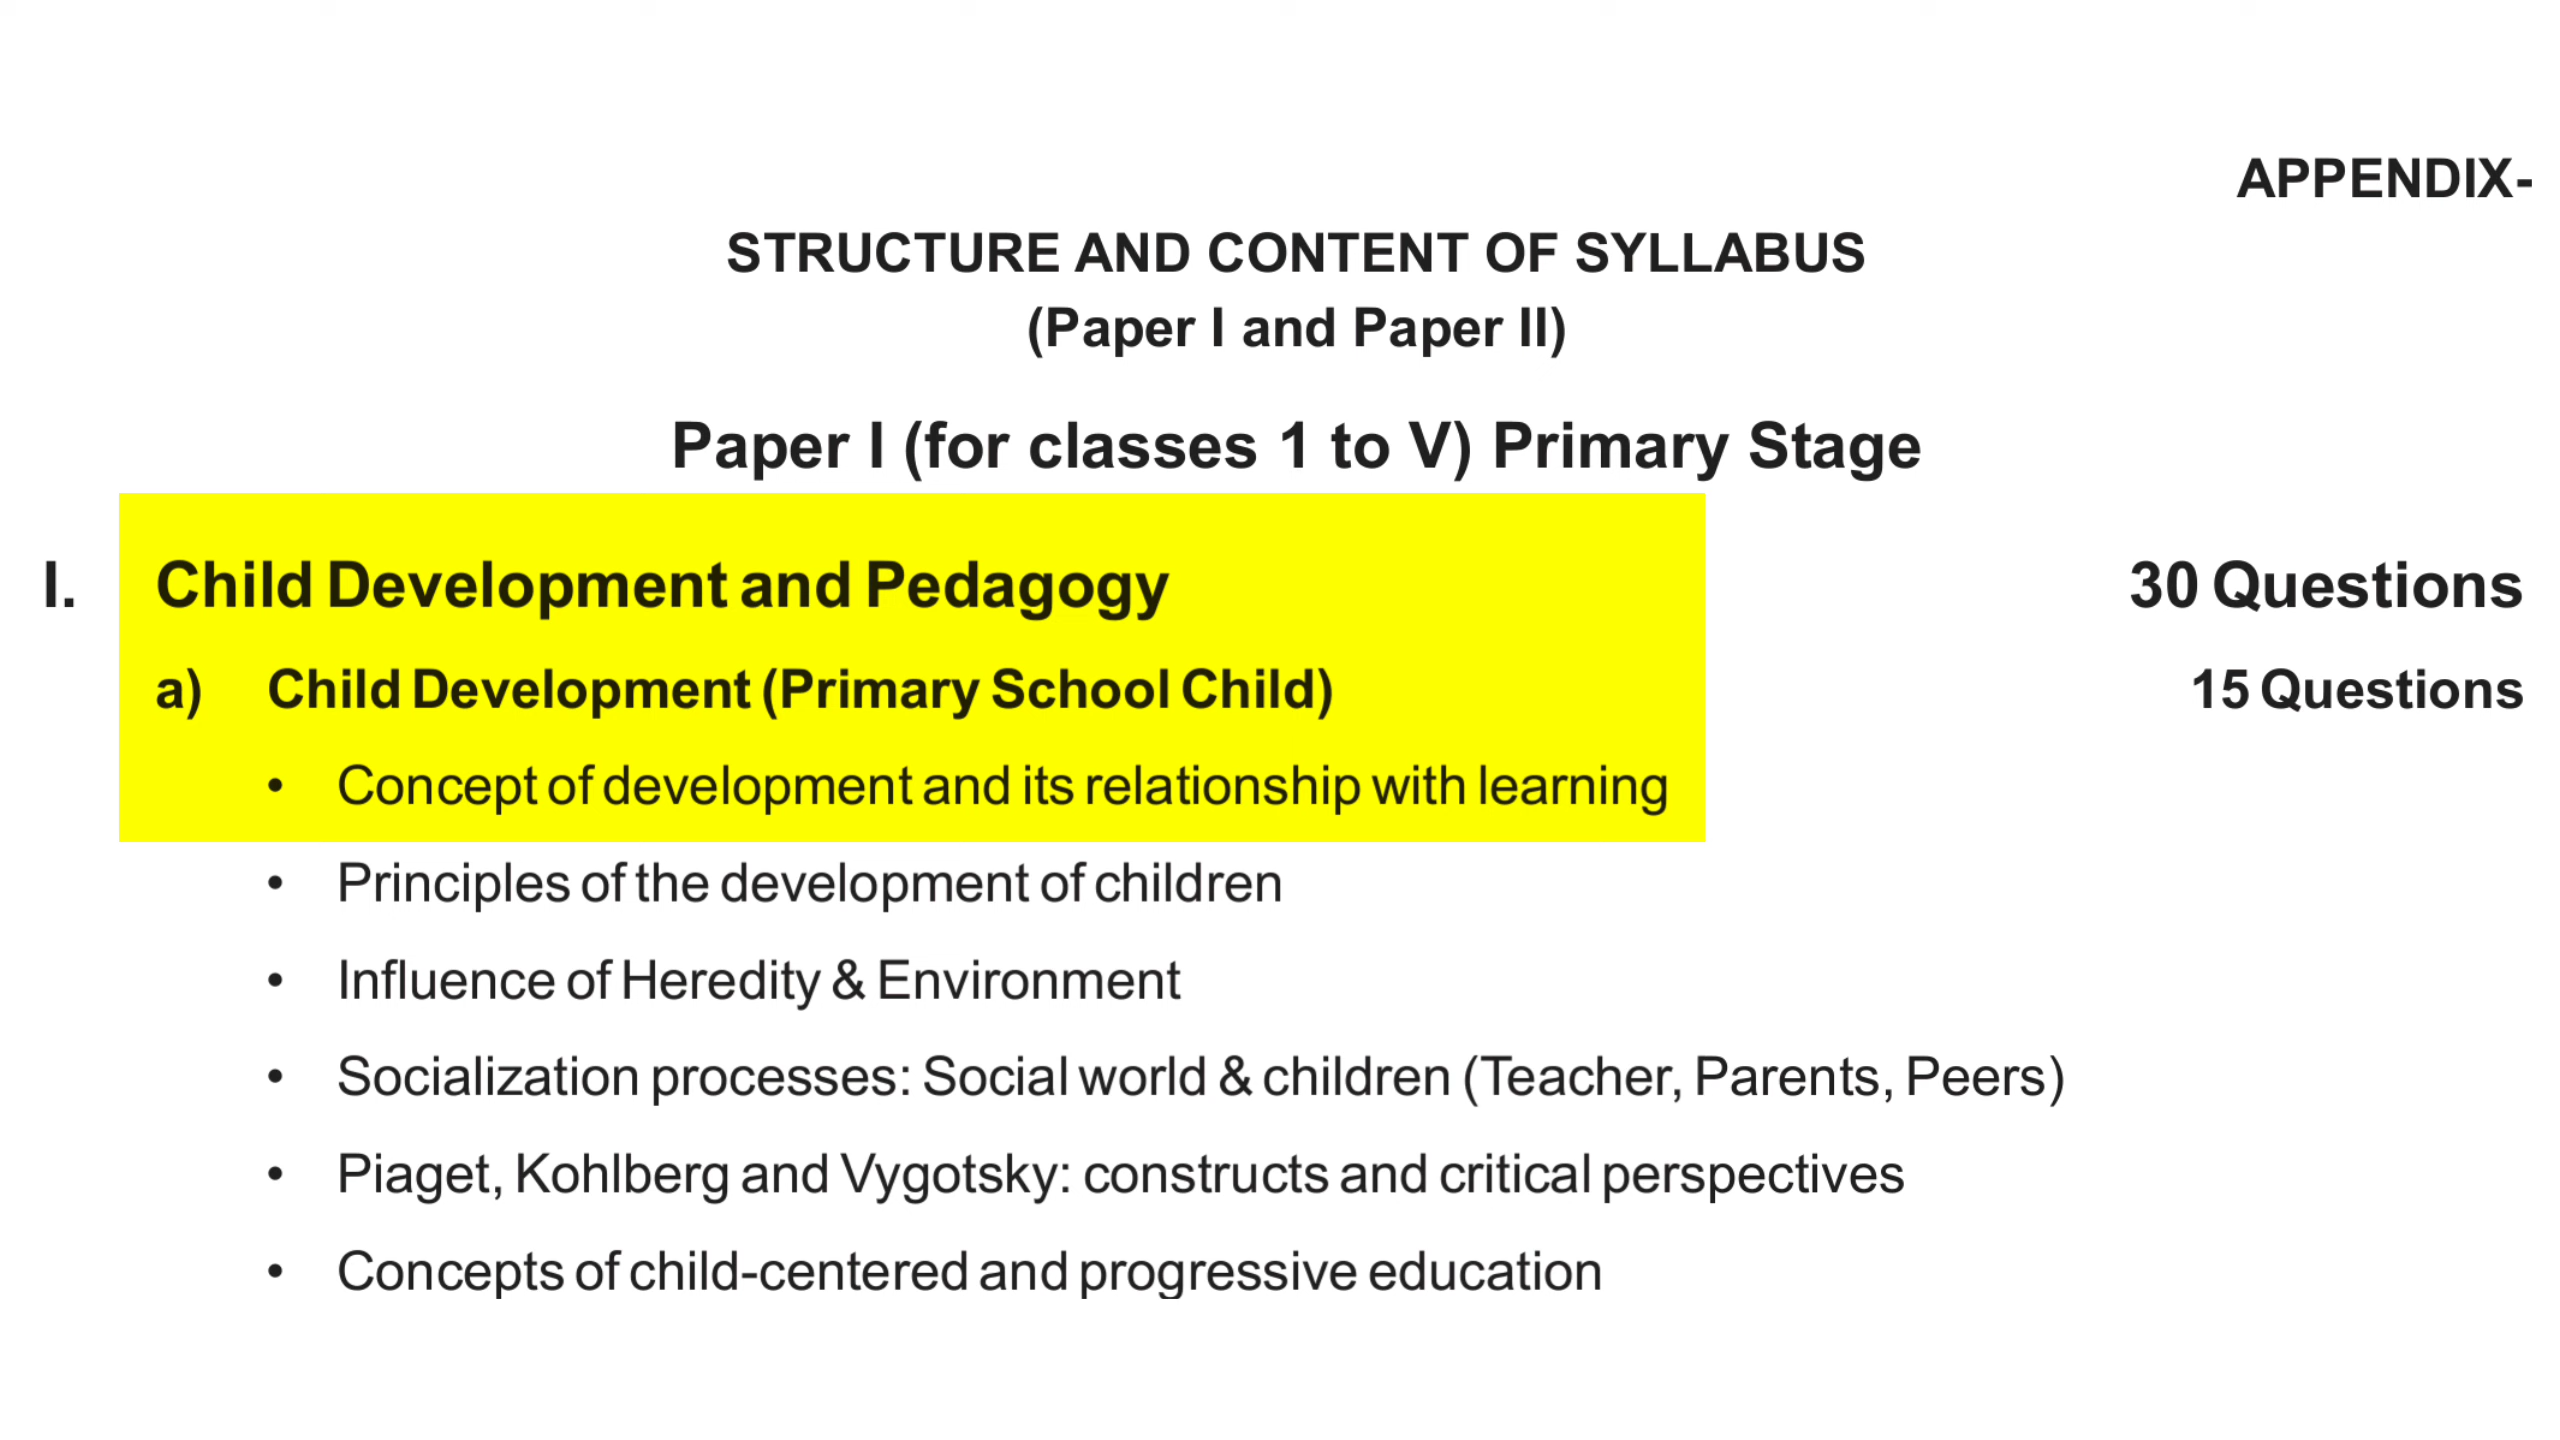 APPENDIX-
STRUCTURE AND CONTENT OF SYLLABUS
(Paper I and Paper II)
Paper I (for classes 1 to V) Primary Stage
I. Child Development and Pedagogy 30 Questions
a) Child Development (Primary School Child) 15 Questions
• Concept of development and its relationship with learning
• Principles of the development of children
• Influence of Heredity & Environment
• Socialization processes: Social world & children (Teacher, Parents, Peers)
• Piaget, Kohlberg and Vygotsky: constructs and critical perspectives
• Concepts of child-centered and progressive education